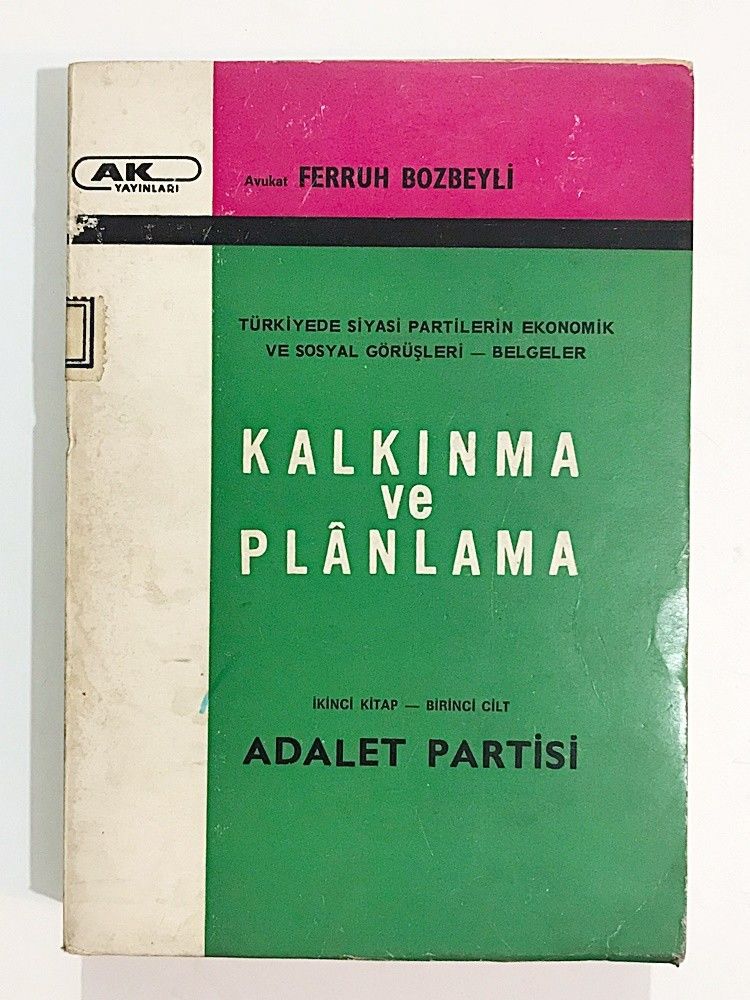 AK
YAYINLARI
Avukat FERRUH BOZBEYLİ
TÜRKİYEDE SİYASİ PARTİLERİN EKONOMİK
VE SOSYAL GÖRÜŞLERİ — BELGELER
KALKINMA
ve
PLÂNLAMA
İKİNCİ KİTAP — BİRİNCİ CİLT
ADALET PARTİSİ